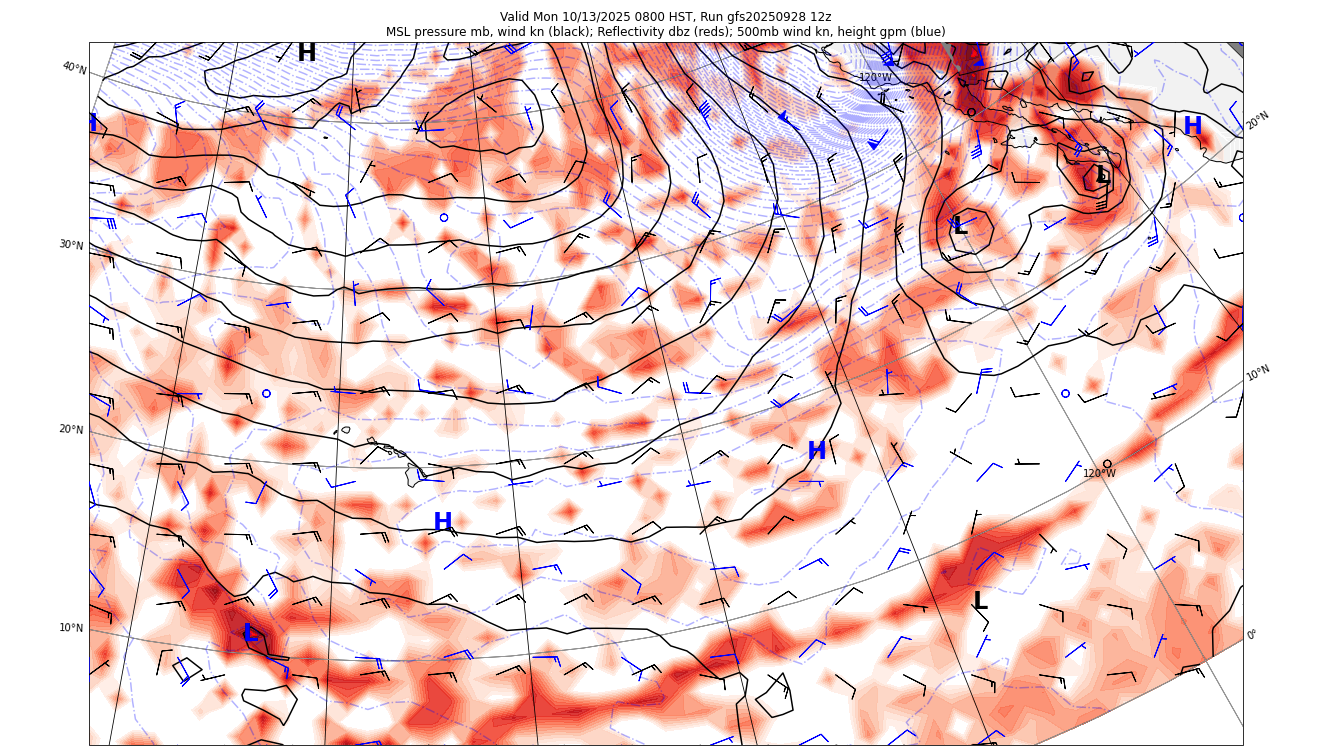 Valid Mon 10/13/2025 0800 HST, Run gfs20250928 12z
MSL pressure mb, wind kn (black); Reflectivity dbz (reds); 500mb wind kn, height gpm (blue)
H
40°N
120°W
H
H
20°N
L
L
30°N
10°N
20°N
H
120°W
H
L
10°N
L
0°